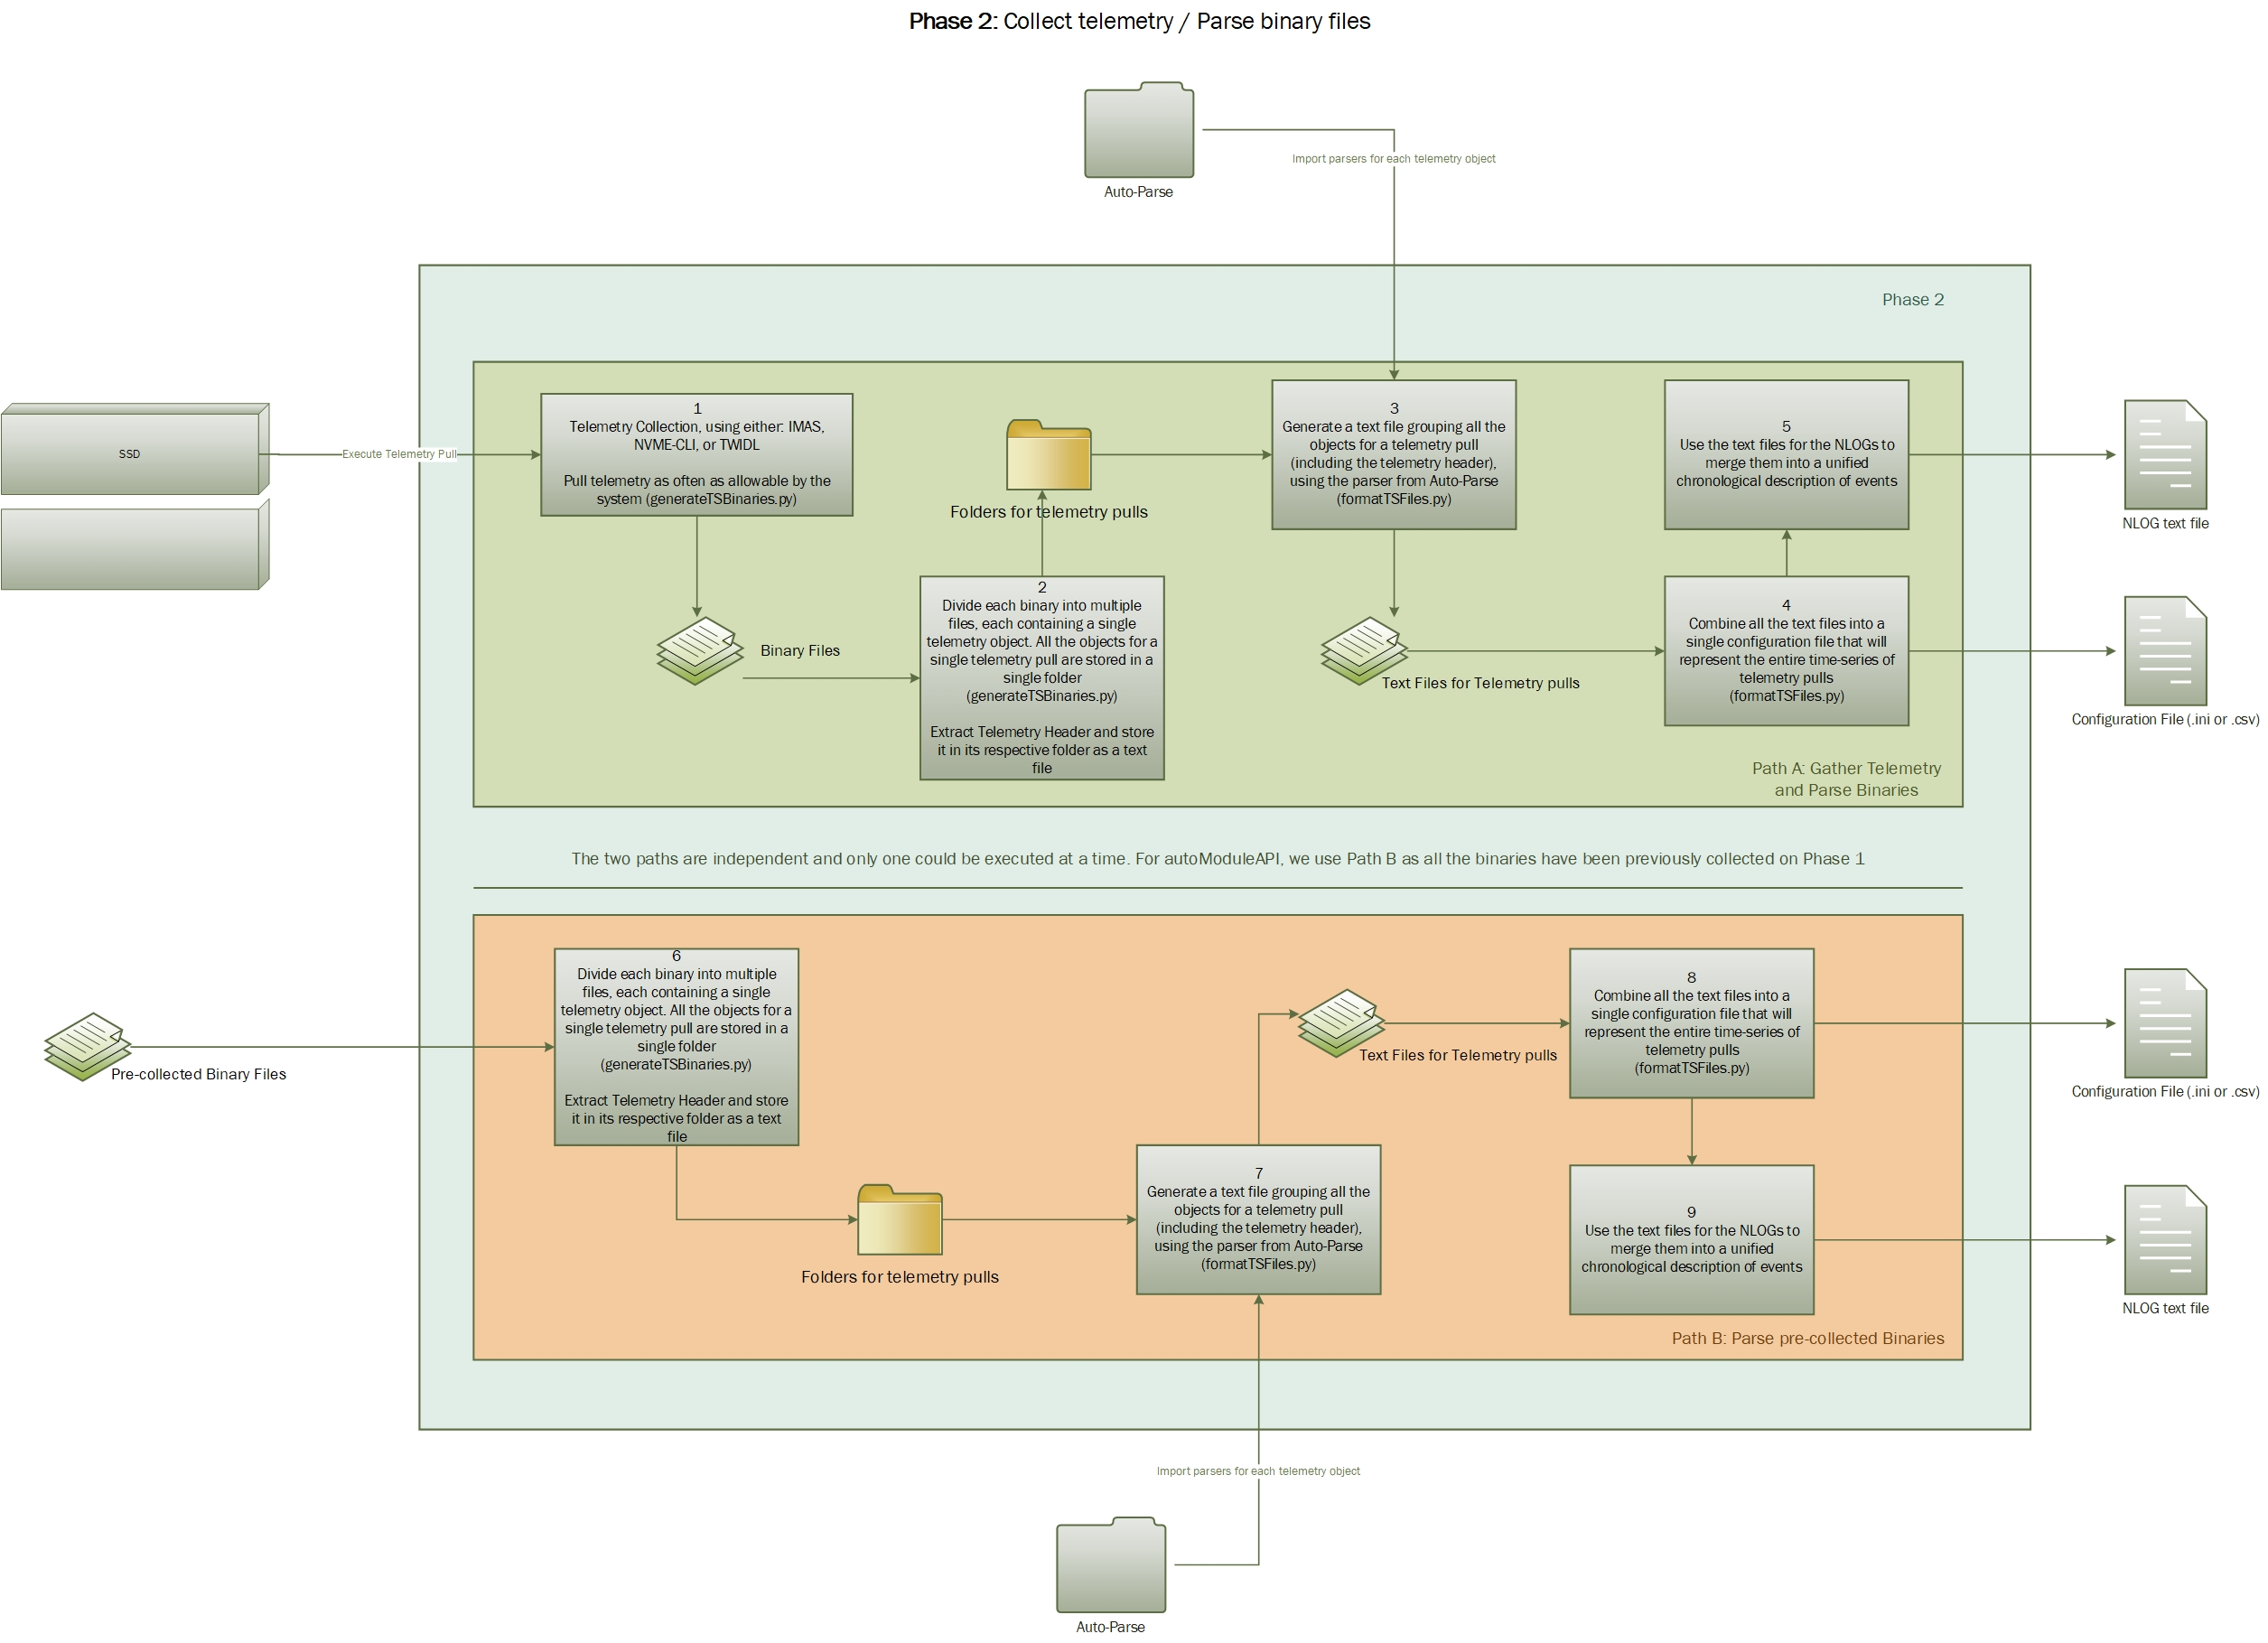 Phase 2: Collect telemetry / Parse binary files
Import parsers for each telemetry object
Auto-Parse
Phase 2
SSD
Execute Telemetry Pull
1
Telemetry Collection, using either: IMAS,
NVME-CLI, or TWIDL
Pull telemetry as often as allowable by the
system (generateTSBinaries.py)
Binary Files
2
Divide each binary into multiple
files, each containing a single
telemetry object. All the objects for a
single telemetry pull are stored in a
single folder
(generateTSBinaries.py)
Extract Telemetry Header and store
it in its respective folder as a text
file
Folders for telemetry pulls
3
Generate a text file grouping all the
objects for a telemetry pull
(including the telemetry header),
using the parser from Auto-Parse
(formatTSFiles.py)
Text Files for Telemetry pulls
4
Combine all the text files into a
single configuration file that will
represent the entire time-series of
telemetry pulls
(formatTSFiles.py)
5
Use the text files for the NLOGs to
merge them into a unified
chronological description of events
NLOG text file
Configuration File (.ini or .csv)
Path A: Gather Telemetry
and Parse Binaries
The two paths are independent and only one could be executed at a time. For autoModuleAPI, we use Path B as all the binaries have been previously collected on Phase 1
Pre-collected Binary Files
6
Divide each binary into multiple
files, each containing a single
telemetry object. All the objects for a
single telemetry pull are stored in a
single folder
(generateTSBinaries.py)
Extract Telemetry Header and store
it in its respective folder as a text
file
Folders for telemetry pulls
7
Generate a text file grouping all the
objects for a telemetry pull
(including the telemetry header),
using the parser from Auto-Parse
(formatTSFiles.py)
Text Files for Telemetry pulls
8
Combine all the text files into a
single configuration file that will
represent the entire time-series of
telemetry pulls
(formatTSFiles.py)
9
Use the text files for the NLOGs to
merge them into a unified
chronological description of events
Configuration File (.ini or .csv)
NLOG text file
Path B: Parse pre-collected Binaries
Import parsers for each telemetry object
Auto-Parse